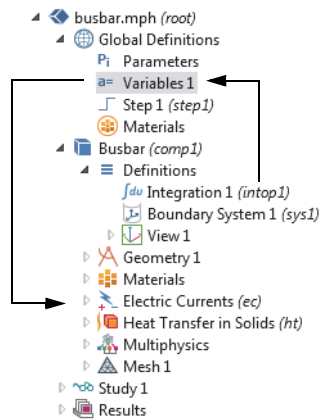 busbar.mph (root)
Global Definitions
Pi Parameters
a= Variables 1
Step 1 (step1)
Materials
Busbar (comp1)
Definitions
∫du Integration 1 (intop1)
Boundary System 1 (sys1)
View 1
Geometry 1
Materials
Electric Currents (ec)
Heat Transfer in Solids (ht)
Multiphysics
Mesh 1
Study 1
Results